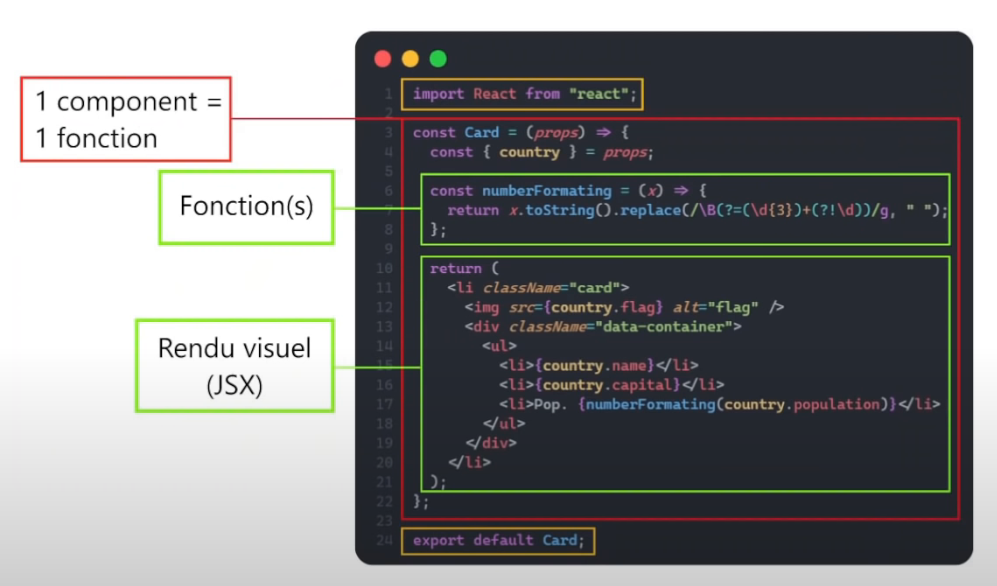 1 component =
1 fonction
Fonction(s)
Rendu visuel
(JSX)
1 import React from "react";
2
3 const Card = (props) ⇒ {
4 const { country } = props;
5
6 const numberFormating = (x) ⇒ {
7 return x.toString().replace(/\B(?=(\d{3})+(?!\d))/g, " ");
8 };
9
10 return (
11 <li className="card">
12 <img src={country.flag} alt="flag" />
13 <div className="data-container">
14 <ul>
15 <li>{country.name}</li>
16 <li>{country.capital}</li>
17 <li>Pop. {numberFormating(country.population)}</li>
18 </ul>
19 </div>
20 </li>
21 );
22 };
23
24 export default Card;